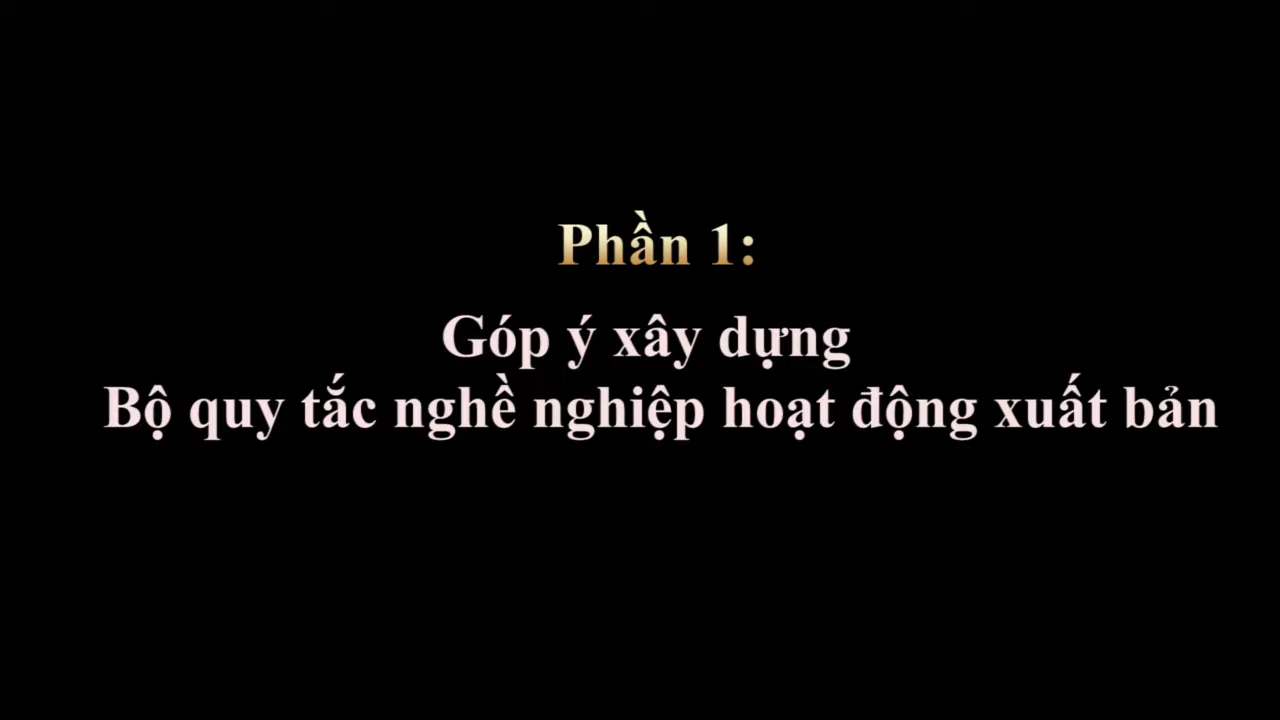 Phần 1:
Góp ý xây dựng
Bộ quy tắc nghề nghiệp hoạt động xuất bản